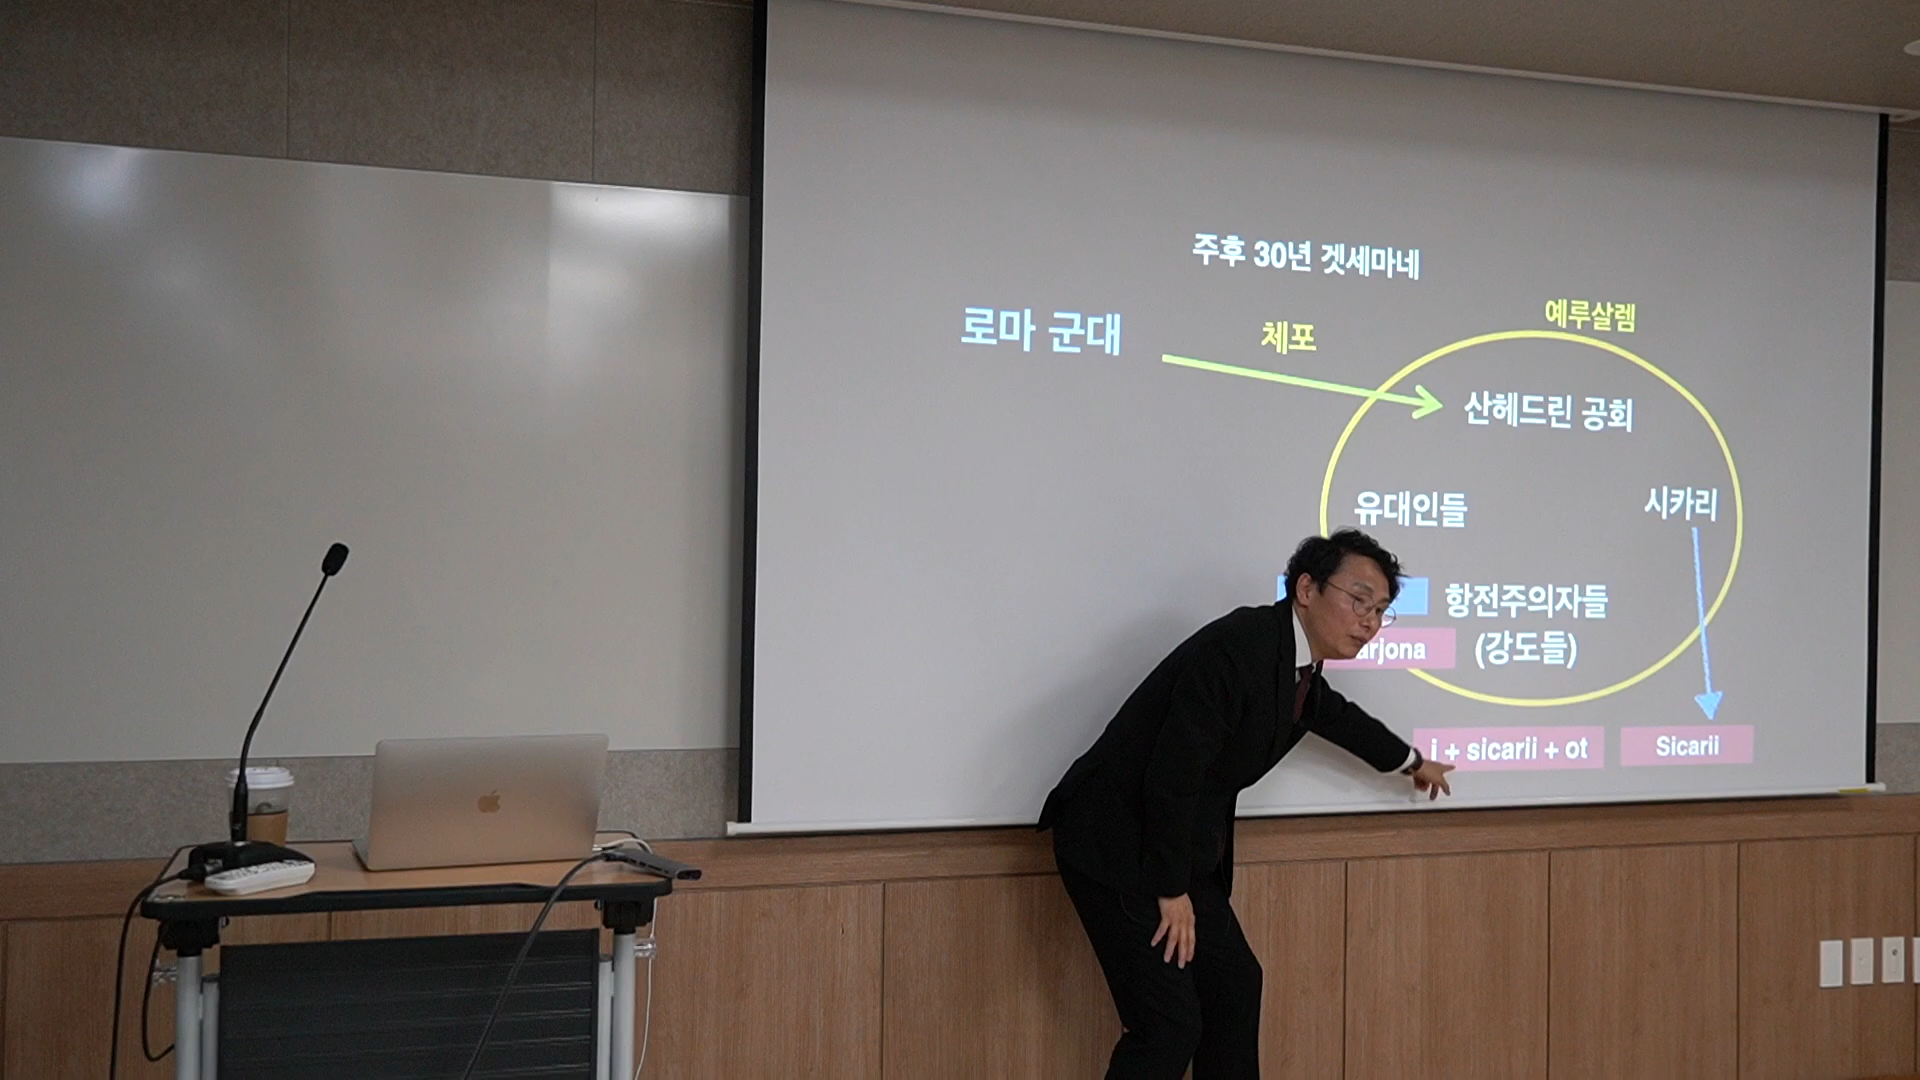 주후 30년 겟세마네
로마 군대
체포
예루살렘
산헤드린 공회
유대인들
시카리
항전주의자들
arjona
(강도들)
i + sicarii + ot
Sicarii